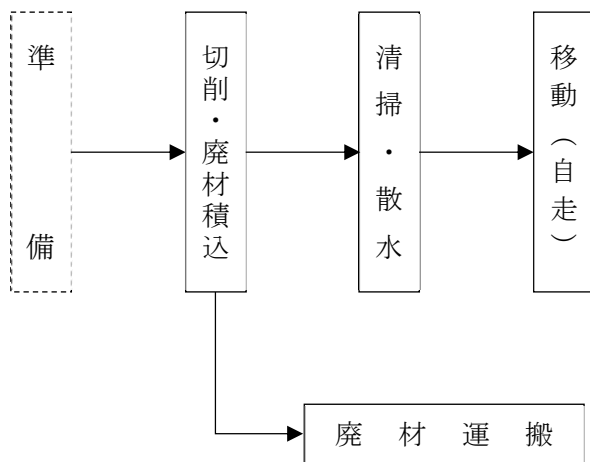 準備
切削・廃材積込
清掃・散水
移動（自走）
廃材運搬